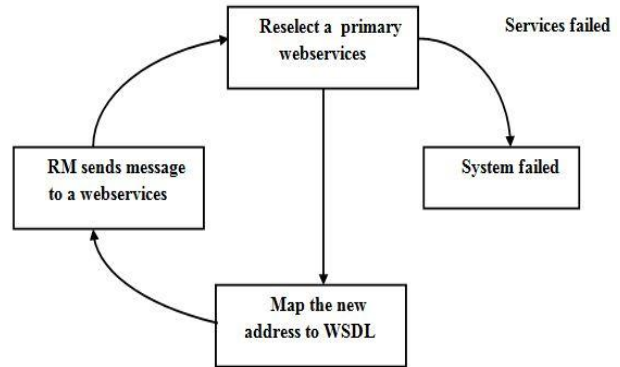 Reselect a primary
webservices
Services failed
RM sends message
to a webservices
System failed
Map the new
address to WSDL